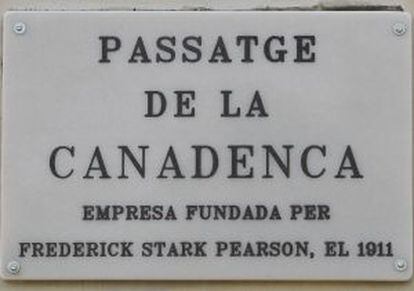 PASSATGE
DE LA
CANADENCA
EMPRESA FUNDADA PER
FREDERICK STARK PEARSON, EL 1911